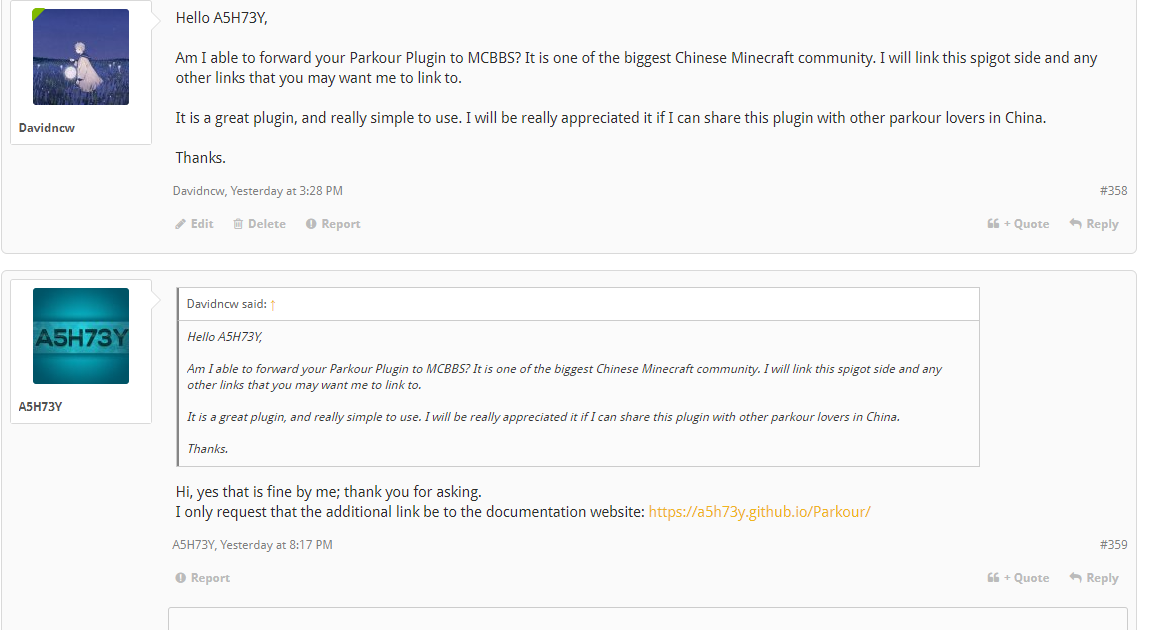 Hello A5H73Y,
Am I able to forward your Parkour Plugin to MCBBS? It is one of the biggest Chinese Minecraft community. I will link this spigot side and any
other links that you may want me to link to.
It is a great plugin, and really simple to use. I will be really appreciated it if I can share this plugin with other parkour lovers in China.
Thanks.
Davidncw
Davidncw, Yesterday at 3:28 PM #358
Edit Delete Report + Quote Reply
A5H73Y
A5H73Y
Davidncw said: ↑
Hello A5H73Y,
Am I able to forward your Parkour Plugin to MCBBS? It is one of the biggest Chinese Minecraft community. I will link this spigot side and any
other links that you may want me to link to.
It is a great plugin, and really simple to use. I will be really appreciated it if I can share this plugin with other parkour lovers in China.
Thanks.
Hi, yes that is fine by me; thank you for asking.
I only request that the additional link be to the documentation website: https://a5h73y.github.io/Parkour/
A5H73Y, Yesterday at 8:17 PM #359
Report + Quote Reply